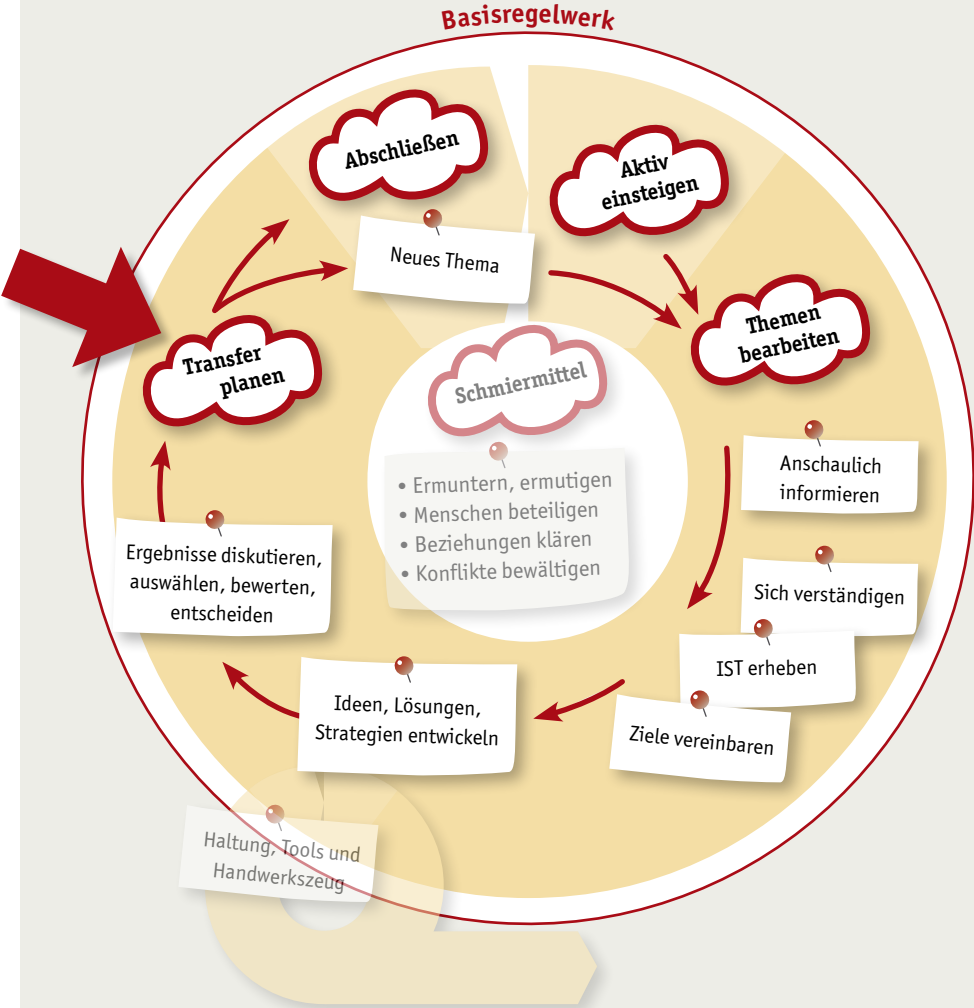 Basisregelwerk
Abschließen
Neues Thema
Aktiv
einsteigen
Themen
bearbeiten
Transfer
planen
Schmiermittel
• Ermuntern, ermutigen
• Menschen beteiligen
• Beziehungen klären
• Konflikte bewältigen
Anschaulich
informieren
Sich verständigen
IST erheben
Ziele vereinbaren
Ideen, Lösungen,
Strategien entwickeln
Ergebnisse diskutieren,
auswählen, bewerten,
entscheiden
Haltung, Tools und
Handwerkszeug